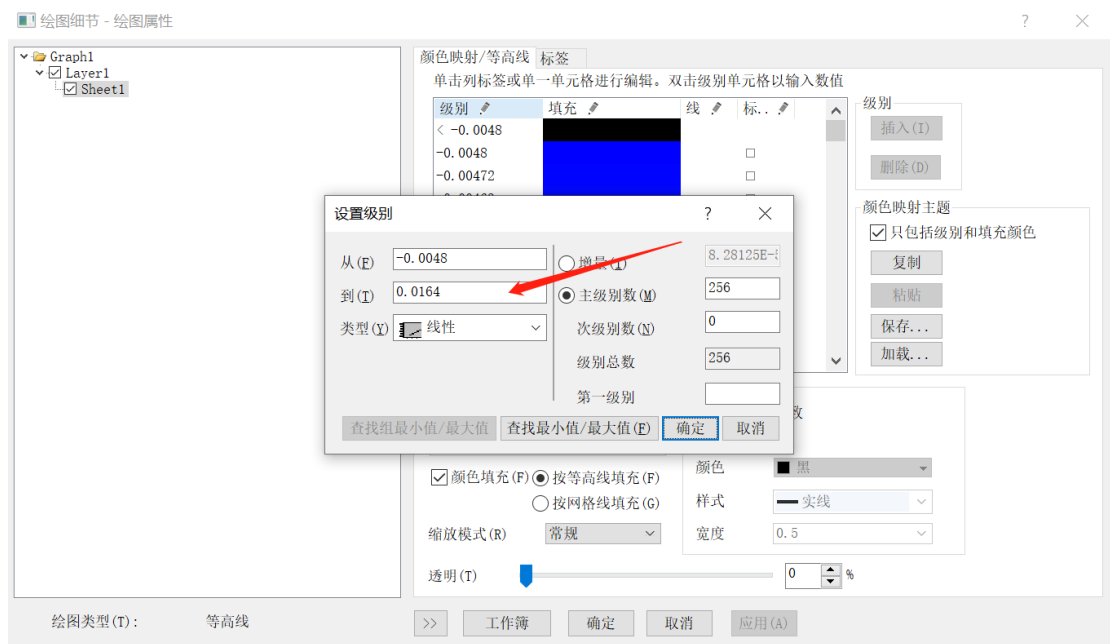 绘图细节 - 绘图属性
?
Graph1
Layer1
Sheet1
颜色映射/等高线 标签
单击列标签或单一单元格进行编辑。双击级别单元格以输入数值
级别 填充 线 标..
< -0.0048
-0.0048
-0.00472
级别
插入(I)
删除(D)
颜色映射主题
只包括级别和填充颜色
复制
粘贴
保存...
加载...
设置级别 ?
从(F) -0.0048
到(T) 0.0164
类型(Y) 线性
增量(I)
主级别数(M) 256
次级别数(N) 0
级别总数 256
第一级别
查找组最小值/最大值 查找最小值/最大值(F) 确定 取消
颜色填充(F) 按等高线填充(F)
按网格线填充(G)
缩放模式(R) 常规
颜色 黑
样式 实线
宽度 0.5
透明(T) 0 %
绘图类型(T): 等高线
>> 工作簿 确定 取消 应用(A)